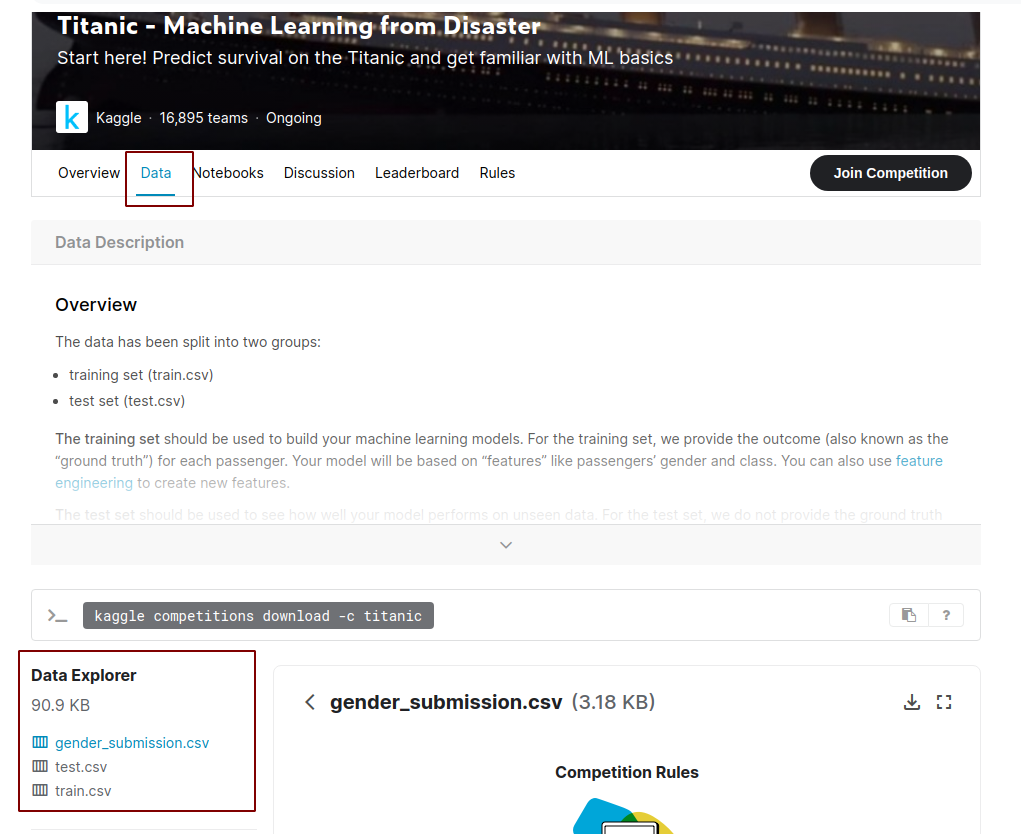 Titanic - Machine Learning from Disaster
Start here! Predict survival on the Titanic and get familiar with ML basics
k Kaggle · 16,895 teams · Ongoing
Overview Data Notebooks Discussion Leaderboard Rules Join Competition
Data Description
Overview
The data has been split into two groups:
• training set (train.csv)
• test set (test.csv)
The training set should be used to build your machine learning models. For the training set, we provide the outcome (also known as the
“ground truth”) for each passenger. Your model will be based on “features” like passengers’ gender and class. You can also use feature
engineering to create new features.
The test set should be used to see how well your model performs on unseen data. For the test set, we do not provide the ground truth
>_ kaggle competitions download -c titanic ?
Data Explorer
90.9 KB
gender_submission.csv
test.csv
train.csv
gender_submission.csv (3.18 KB)
Competition Rules